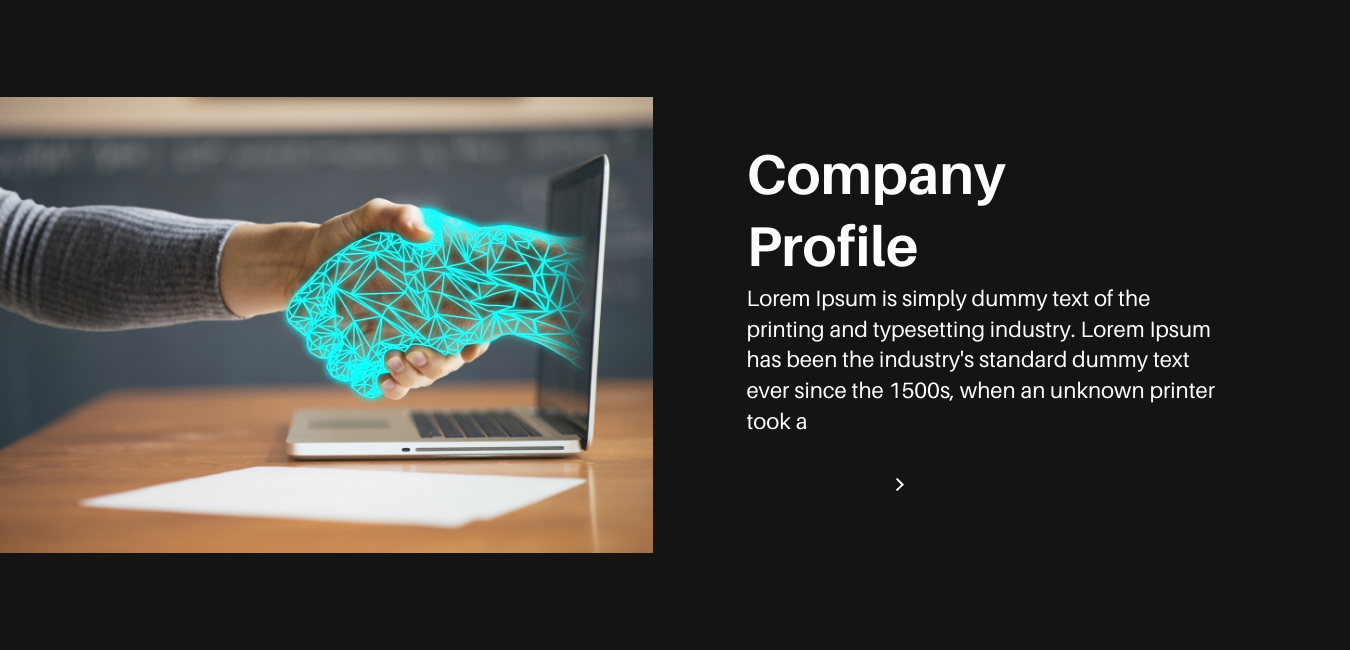 Company
Profile
Lorem Ipsum is simply dummy text of the
printing and typesetting industry. Lorem Ipsum
has been the industry's standard dummy text
ever since the 1500s, when an unknown printer
took a